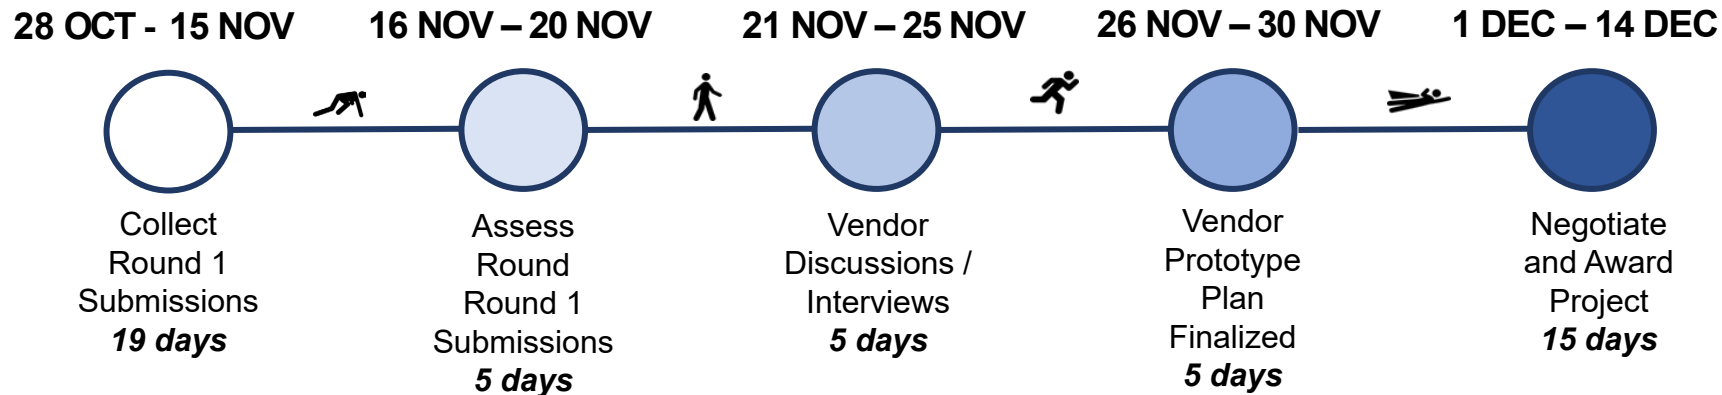 28 OCT - 15 NOV
16 NOV – 20 NOV
21 NOV – 25 NOV
26 NOV – 30 NOV
1 DEC – 14 DEC
Collect
Round 1
Submissions
19 days
Assess
Round
Round 1
Submissions
5 days
Vendor
Discussions /
Interviews
5 days
Vendor
Prototype
Plan
Finalized
5 days
Negotiate
and Award
Project
15 days